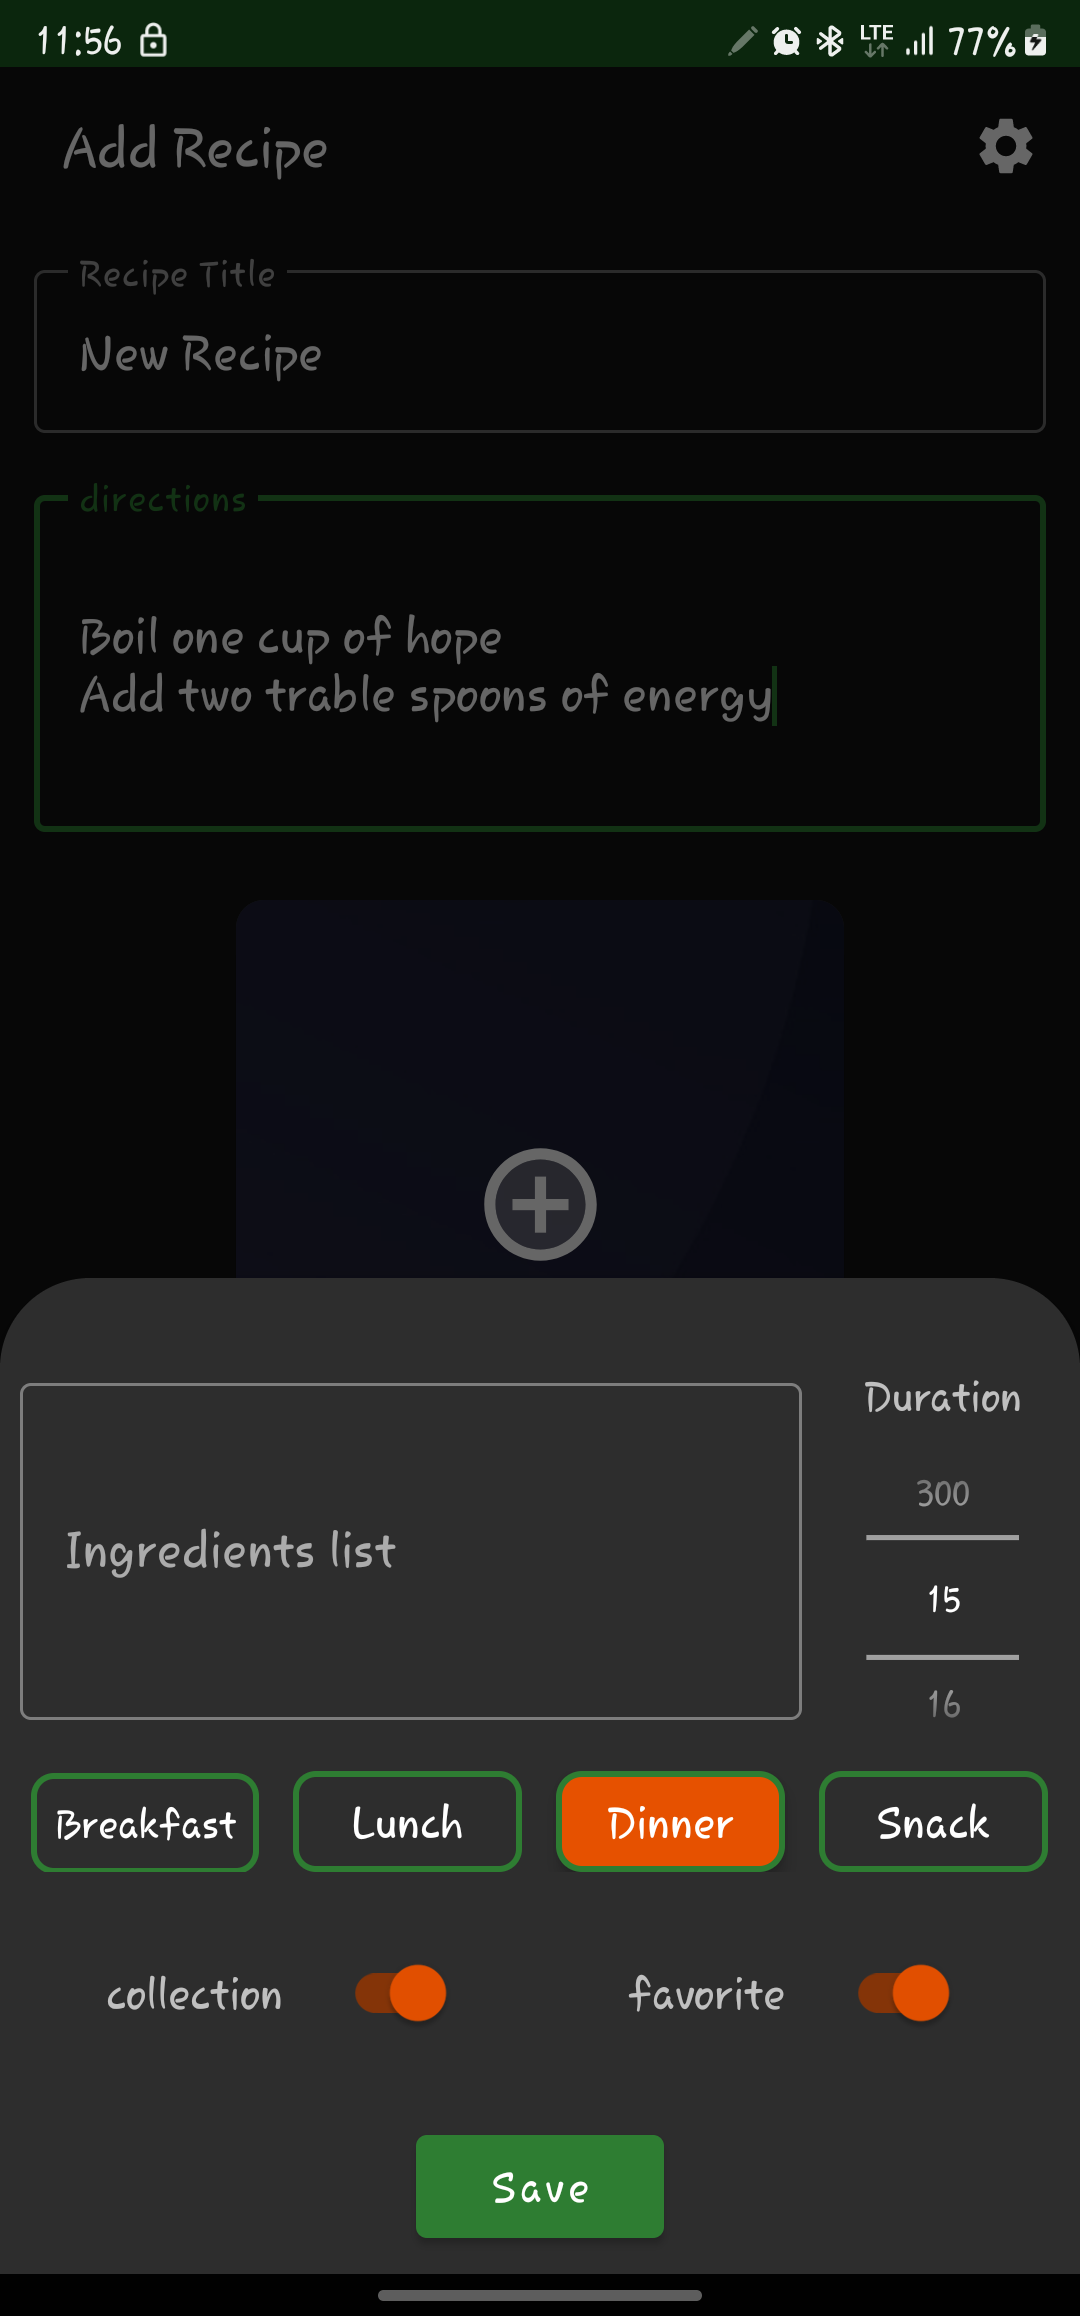 11:56
LTE
77%
Add Recipe
Recipe Title
New Recipe
directions
Boil one cup of hope
Add two trable spoons of energy
Duration
300
Ingredients list
15
16
Breakfast Lunch Dinner Snack
collection favorite
Save